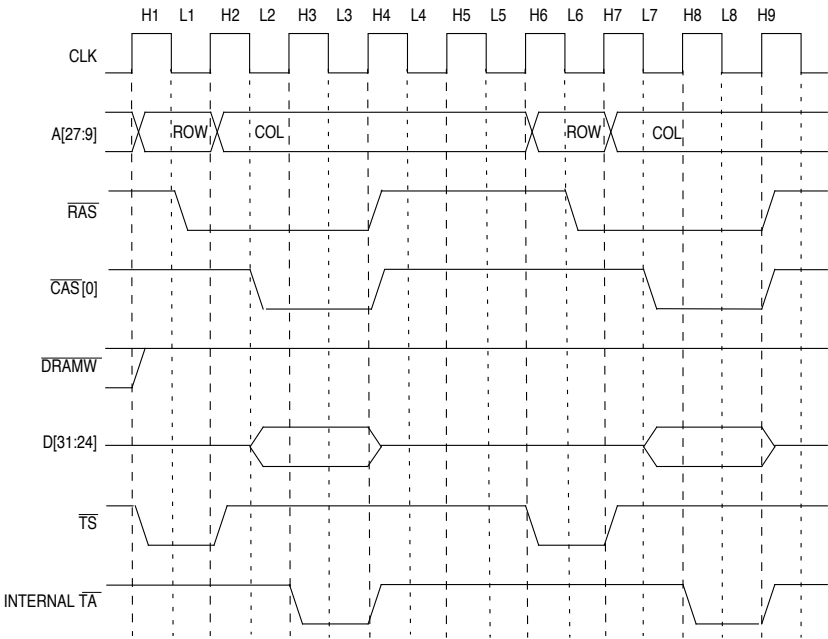 H1 L1 H2 L2 H3 L3 H4 L4 H5 L5 H6 L6 H7 L7 H8 L8 H9
CLK
A[27:9] ROW COL ROW COL
RAS
CAS[0]
DRAMW
D[31:24]
TS
INTERNAL TA